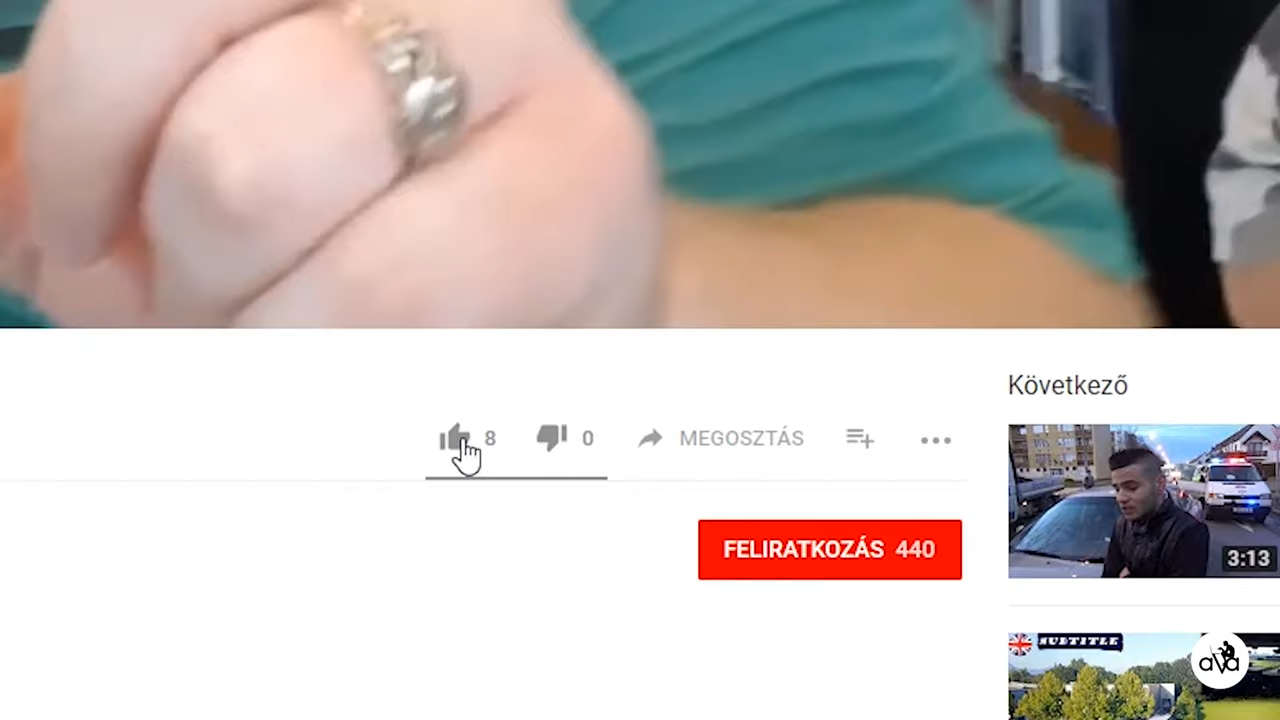 Következő
8 0 MEGOSZTÁS
FELIRATKOZÁS 440
3:13
SUBTITLE
ava